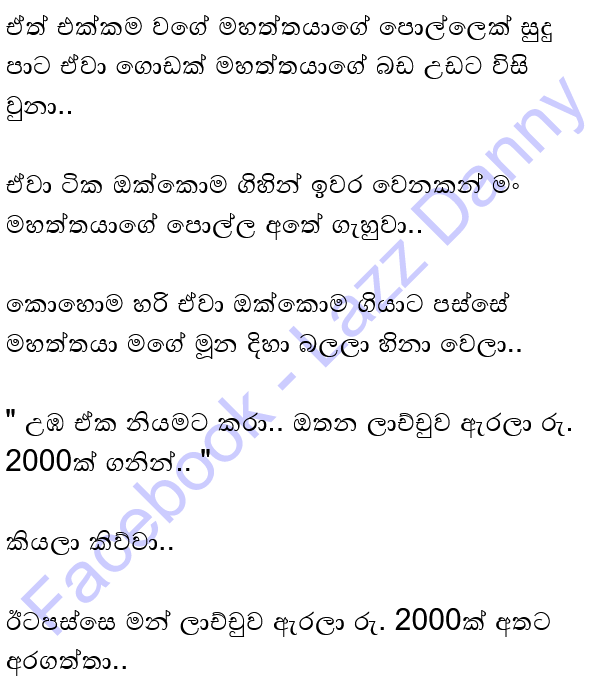 ඒත් එක්කම වගේ මහත්තයාගේ පොල්ලෙක් සුදු
පාට ඒවා ගොඩක් මහත්තයාගේ බඩ උඩට විසි
වුනා..
ඒවා ටික ඔක්කොම ගිහින් ඉවර වෙනකන් මං
මහත්තයාගේ පොල්ල අතේ ගැහුවා..
කොහොම හරි ඒවා ඔක්කොම ගියාට පස්සේ
මහත්තයා මගේ මූන දිහා බලලා හිනා වෙලා..
" උඹ ඒක නියමට කරා.. ඔතන ලාච්චුව ඇරලා රු.
2000ක් ගනින්.. "
කියලා කිව්වා..
ඊටපස්සෙ මන් ලාච්චුව ඇරලා රු. 2000ක් අතට
අරගත්තා..
Facebook - Lazz Danny